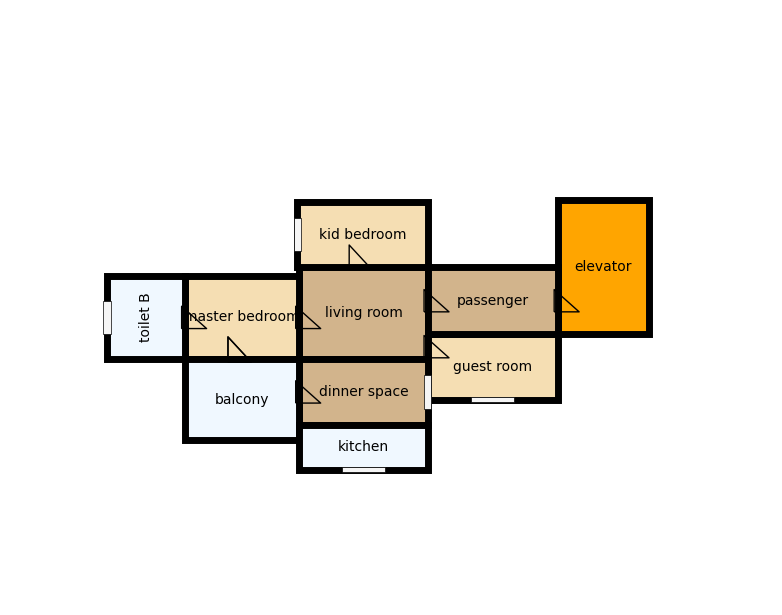 kid bedroom
elevator
toilet B
master bedroom
living room
passenger
guest room
balcony
dinner space
kitchen